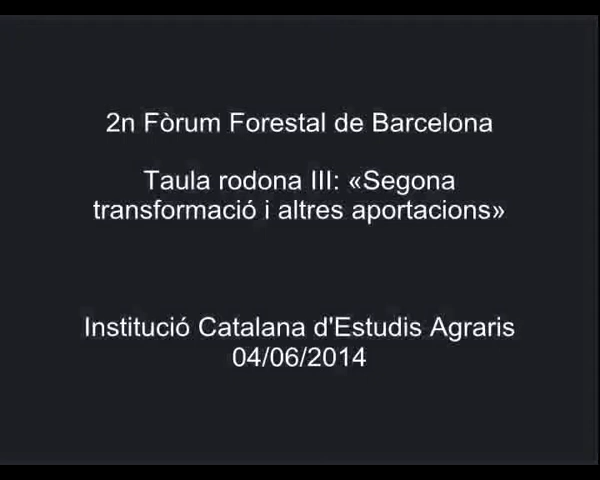 2n Fòrum Forestal de Barcelona
Taula rodona III: «Segona
transformació i altres aportacions»
Institució Catalana d'Estudis Agraris
04/06/2014